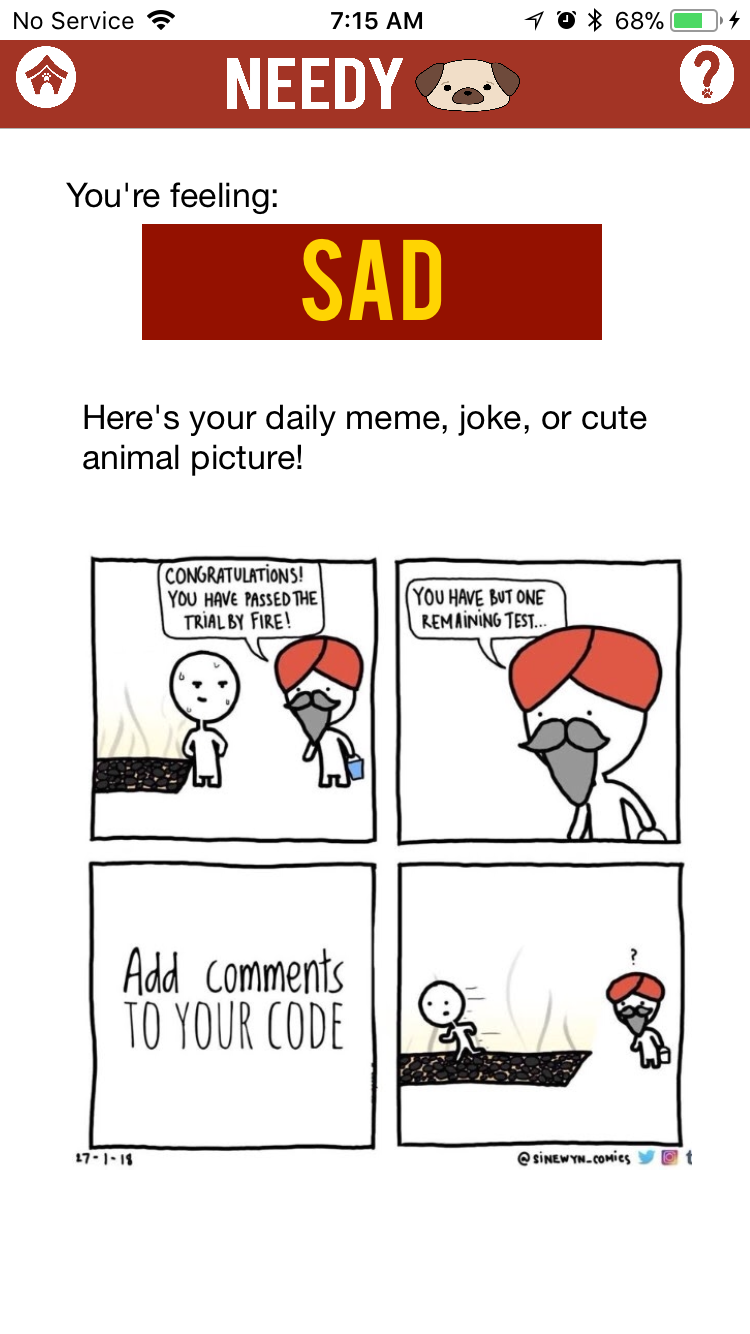 No Service 7:15 AM 68%
NEEDY
?
You're feeling:
SAD
Here's your daily meme, joke, or cute
animal picture!
CONGRATULATIONS!
YOU HAVE PASSED THE
TRIAL BY FIRE!
YOU HAVE BUT ONE
REMAINING TEST...
Add comments
TO YOUR CODE
?
17-1-18
@SINEWYN_COMICS